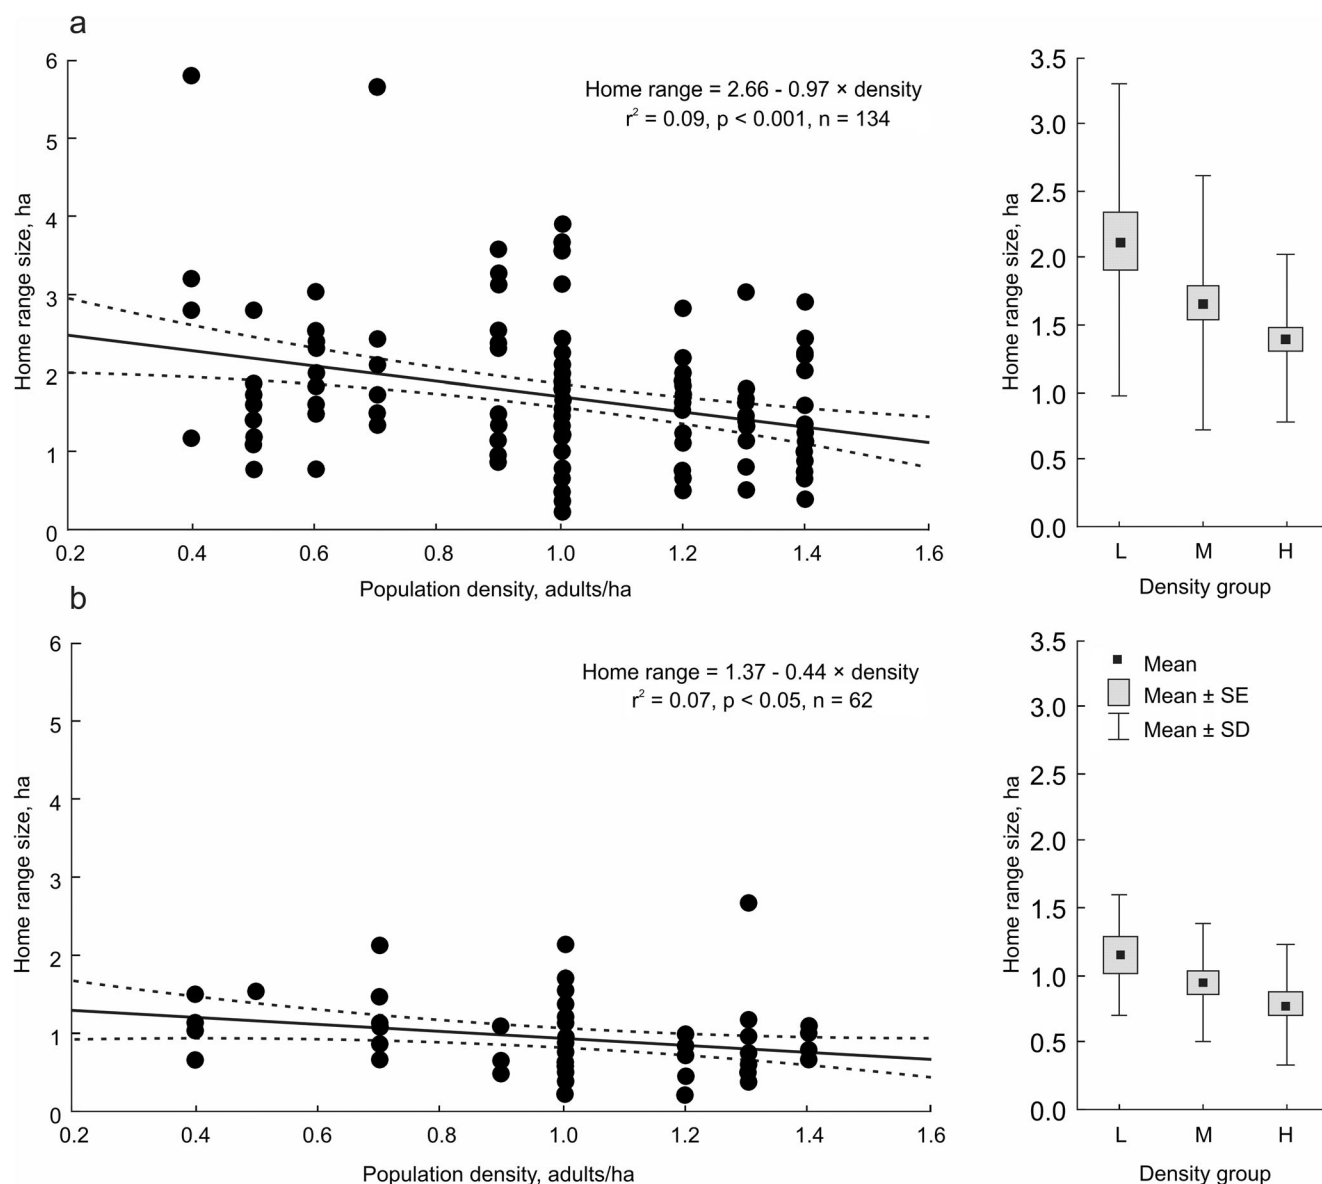 a
6
5
4
3
2
1
0
Home range size, ha
Home range = 2.66 - 0.97 × density
r² = 0.09, p < 0.001, n = 134
0.2 0.4 0.6 0.8 1.0 1.2 1.4 1.6
Population density, adults/ha
3.5
3.0
2.5
2.0
1.5
1.0
0.5
0.0
Home range size, ha
L M H
Density group
b
6
5
4
3
2
1
0
Home range size, ha
Home range = 1.37 - 0.44 × density
r² = 0.07, p < 0.05, n = 62
0.2 0.4 0.6 0.8 1.0 1.2 1.4 1.6
Population density, adults/ha
3.5
3.0
2.5
2.0
1.5
1.0
0.5
0.0
Home range size, ha
Mean
Mean ± SE
Mean ± SD
L M H
Density group